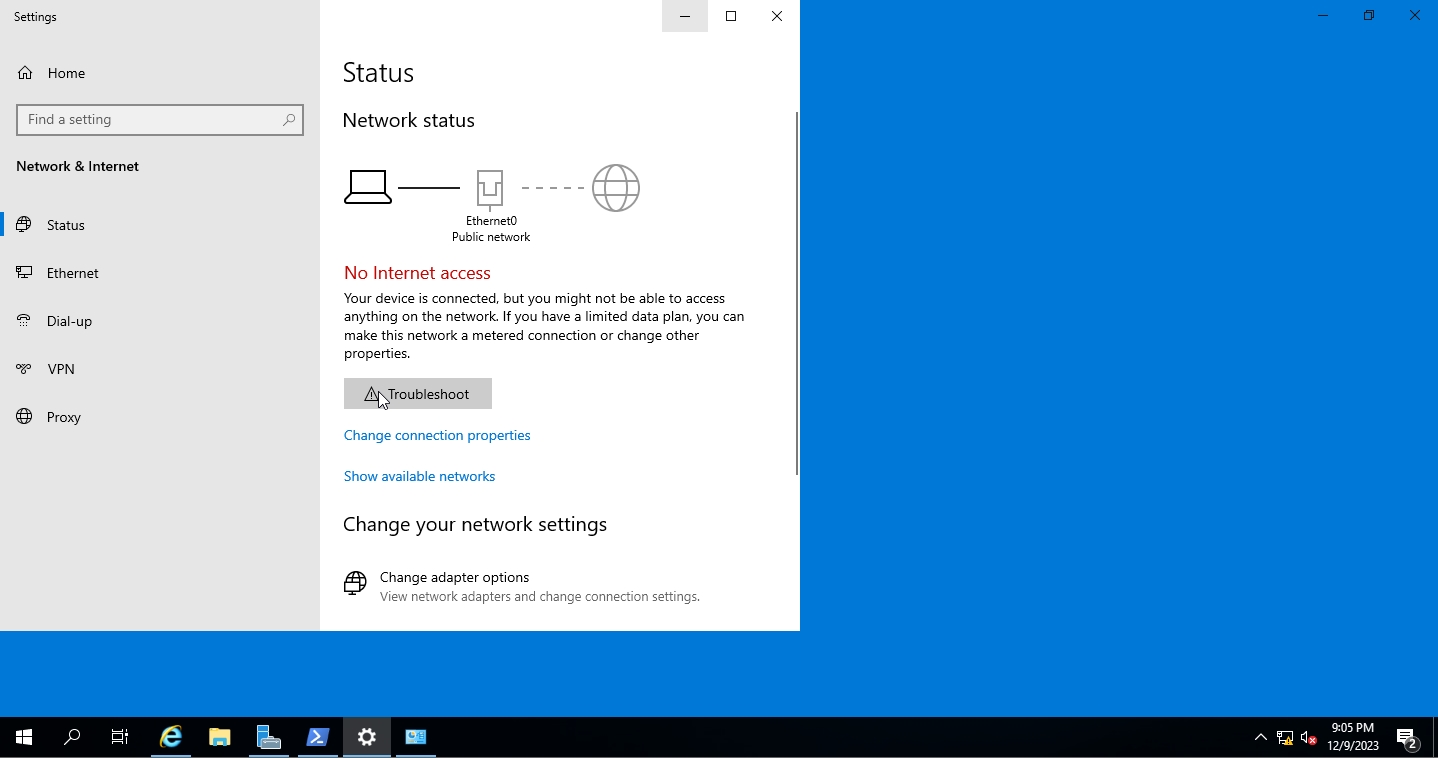 Settings
Home
Find a setting
Network & Internet
Status
Ethernet
Dial-up
VPN
Proxy
Status
Network status
Ethernet0
Public network
No Internet access
Your device is connected, but you might not be able to access
anything on the network. If you have a limited data plan, you can
make this network a metered connection or change other
properties.
Troubleshoot
Change connection properties
Show available networks
Change your network settings
Change adapter options
View network adapters and change connection settings.
9:05 PM
12/9/2023
2